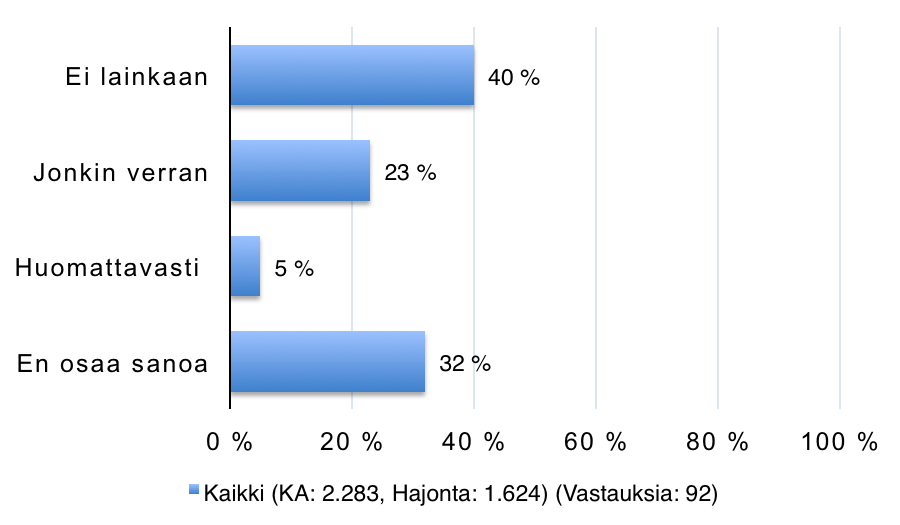 Ei lainkaan 40 %
Jonkin verran 23 %
Huomattavasti 5 %
En osaa sanoa 32 %
0 % 20 % 40 % 60 % 80 % 100 %
Kaikki (KA: 2.283, Hajonta: 1.624) (Vastauksia: 92)